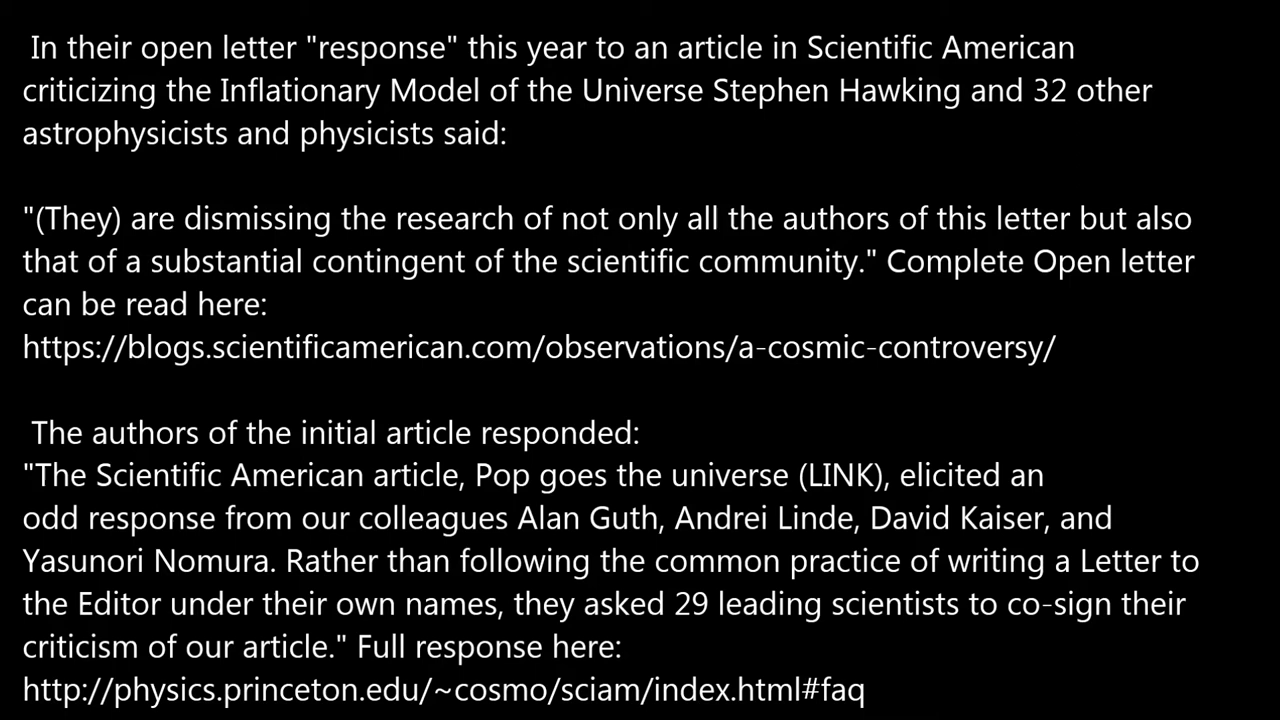 In their open letter "response" this year to an article in Scientific American
criticizing the Inflationary Model of the Universe Stephen Hawking and 32 other
astrophysicists and physicists said:
"(They) are dismissing the research of not only all the authors of this letter but also
that of a substantial contingent of the scientific community." Complete Open letter
can be read here:
https://blogs.scientificamerican.com/observations/a-cosmic-controversy/
The authors of the initial article responded:
"The Scientific American article, Pop goes the universe (LINK), elicited an
odd response from our colleagues Alan Guth, Andrei Linde, David Kaiser, and
Yasunori Nomura. Rather than following the common practice of writing a Letter to
the Editor under their own names, they asked 29 leading scientists to co-sign their
criticism of our article." Full response here:
http://physics.princeton.edu/~cosmo/sciam/index.html#faq